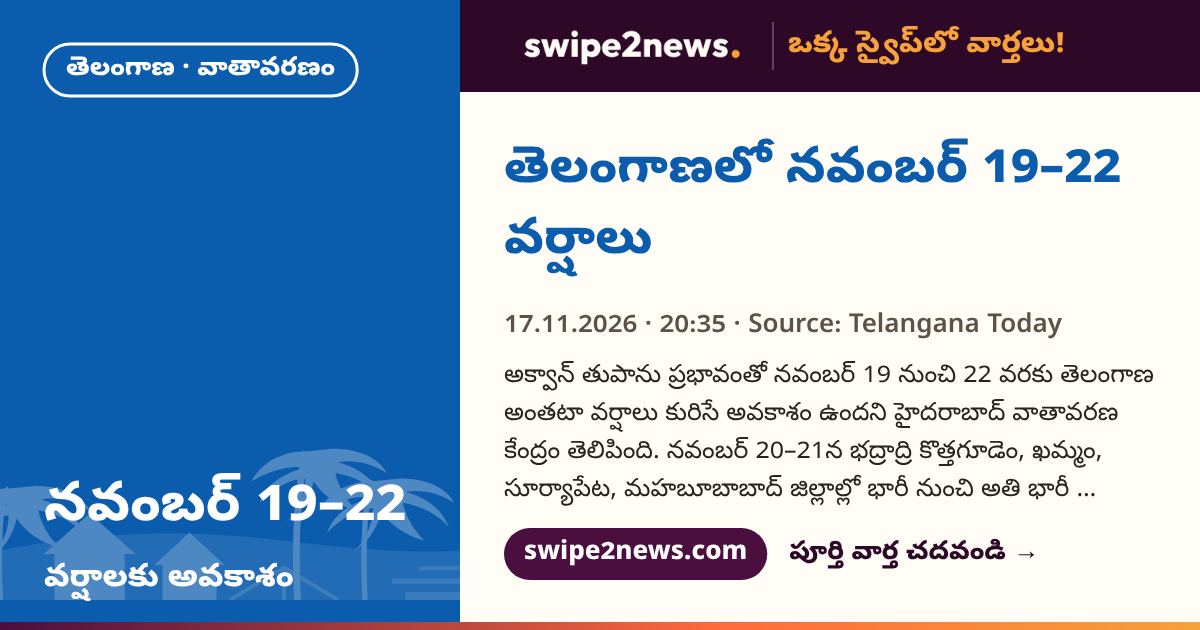 తెలంగాణ · వాతావరణం
నవంబర్ 19–22
వర్షాలకు అవకాశం
swipe2news.
ఒక్క స్వైప్‌లో వార్తలు!
తెలంగాణలో నవంబర్ 19–22
వర్షాలు
17.11.2026 · 20:35 · Source: Telangana Today
అక్వాన్ తుపాను ప్రభావంతో నవంబర్ 19 నుంచి 22 వరకు తెలంగాణ
అంతటా వర్షాలు కురిసే అవకాశం ఉందని హైదరాబాద్ వాతావరణ
కేంద్రం తెలిపింది. నవంబర్ 20–21న భద్రాద్రి కొత్తగూడెం, ఖమ్మం,
సూర్యాపేట, మహబూబాబాద్ జిల్లాల్లో భారీ నుంచి అతి భారీ ...
swipe2news.com
పూర్తి వార్త చదవండి →